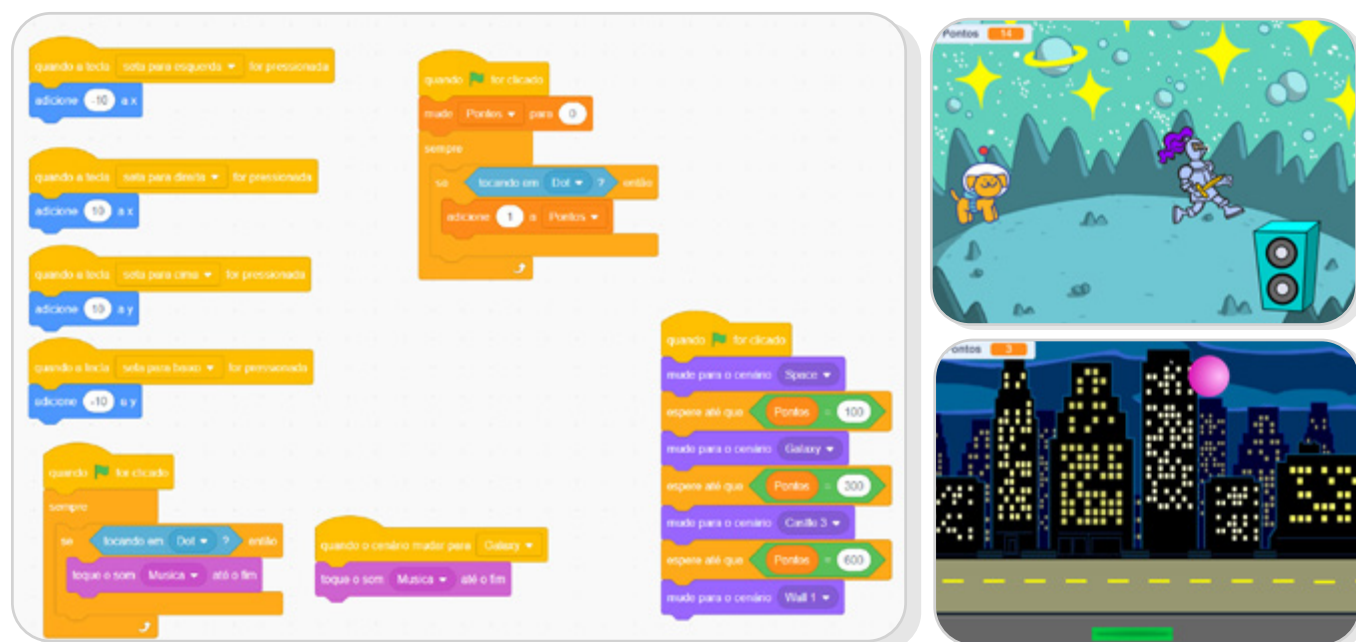 quando a tecla seta para esquerda for pressionada
adicione -10 a x
quando a tecla seta para direita for pressionada
adicione 10 a x
quando a tecla seta para cima for pressionada
adicione 10 a y
quando a tecla seta para baixo for pressionada
adicione -10 a y
quando for clicado
sempre
se tocando em Dot ? então
toque o som Musica até o fim
quando o cenário mudar para Galaxy
toque o som Musica até o fim
quando for clicado
mude Pontos para 0
sempre
se tocando em Dot ? então
adicione 1 a Pontos
quando for clicado
mude para o cenário Space
espere até que Pontos = 100
mude para o cenário Galaxy
espere até que Pontos = 300
mude para o cenário Castle 3
espere até que Pontos = 600
mude para o cenário Wall 1
Pontos 14
Pontos 3